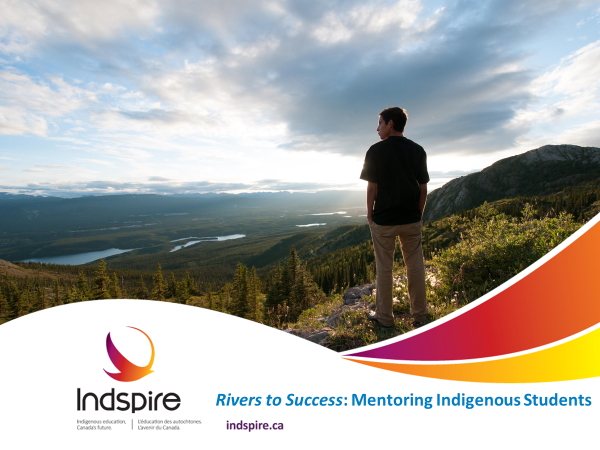 Indspire
Indigenous education, L'éducation des autochtones.
Canada's future. L'avenir du Canada.
Rivers to Success: Mentoring Indigenous Students
indspire.ca